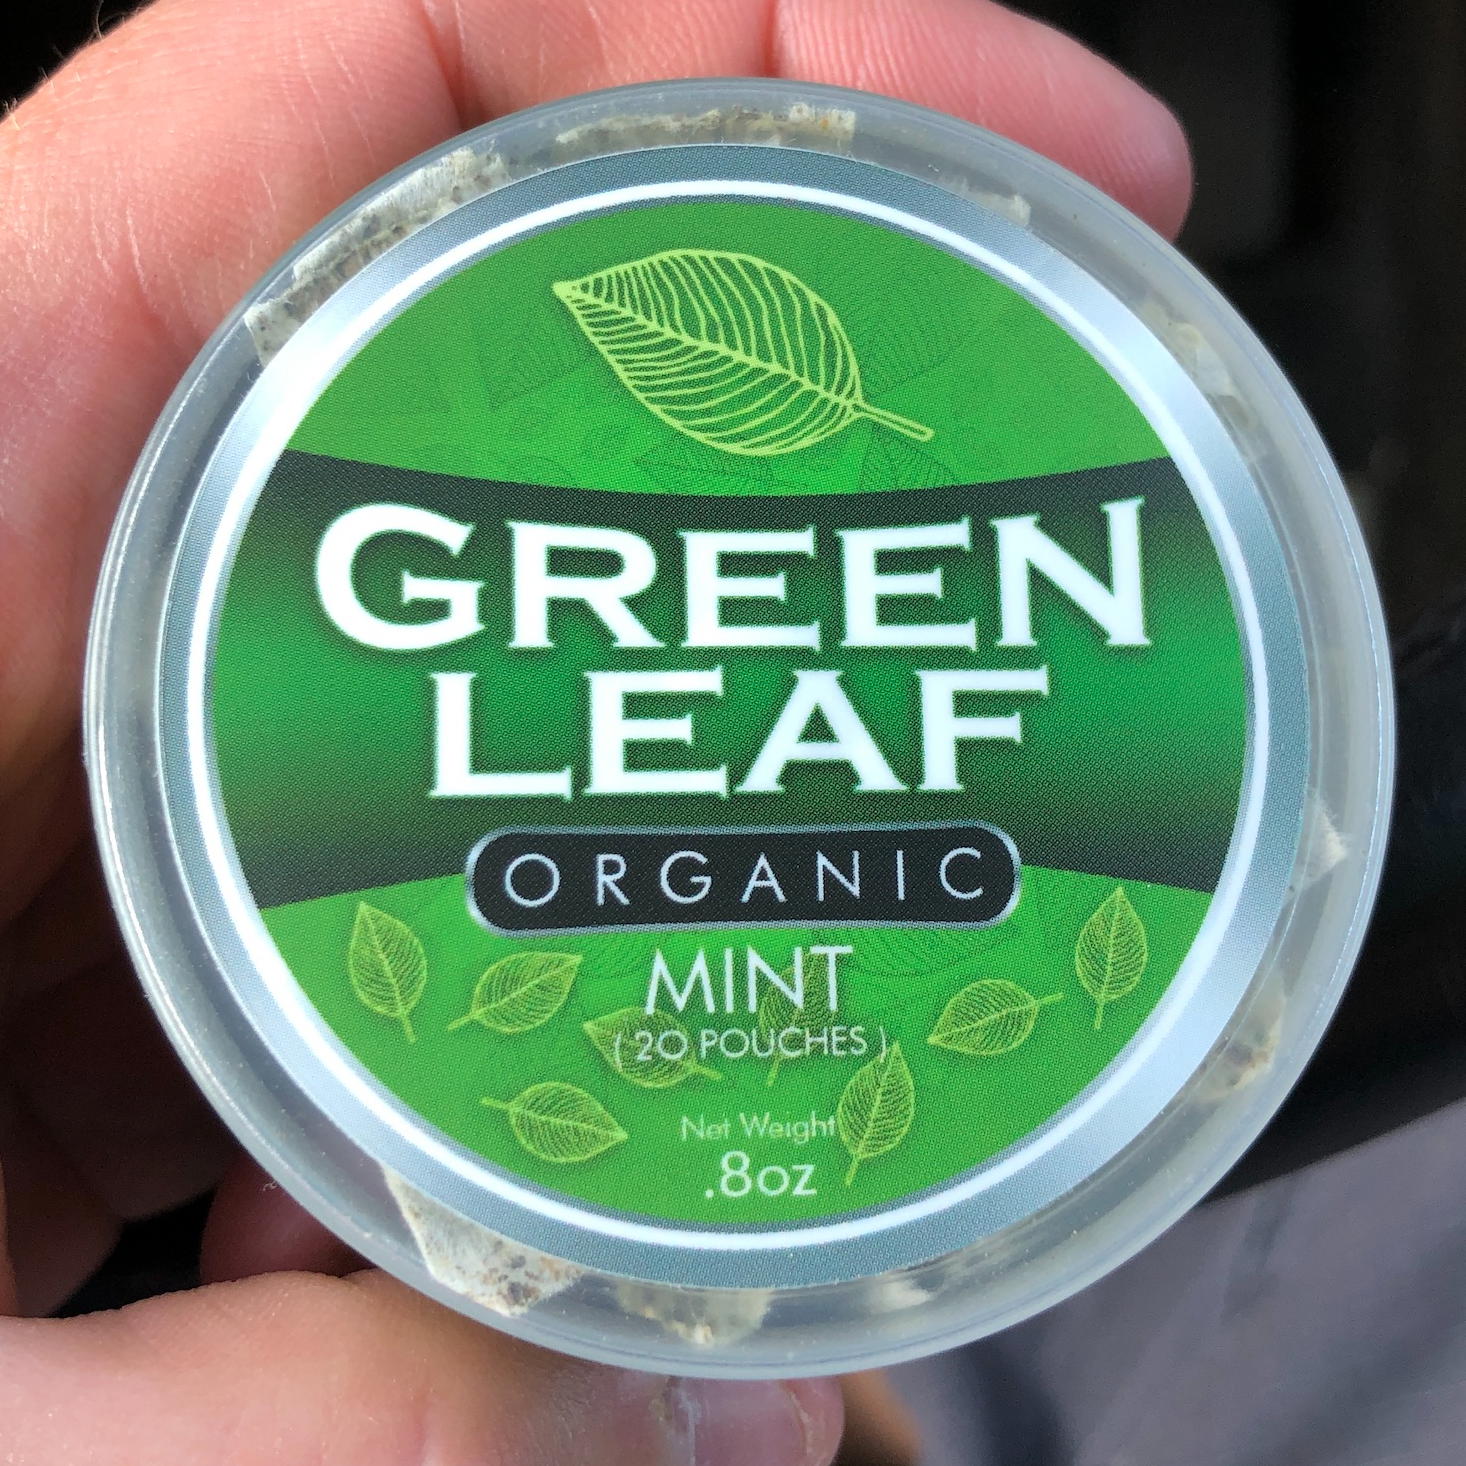 GREEN
LEAF
ORGANIC
MINT
( 20 POUCHES )
Net Weight
.8oz